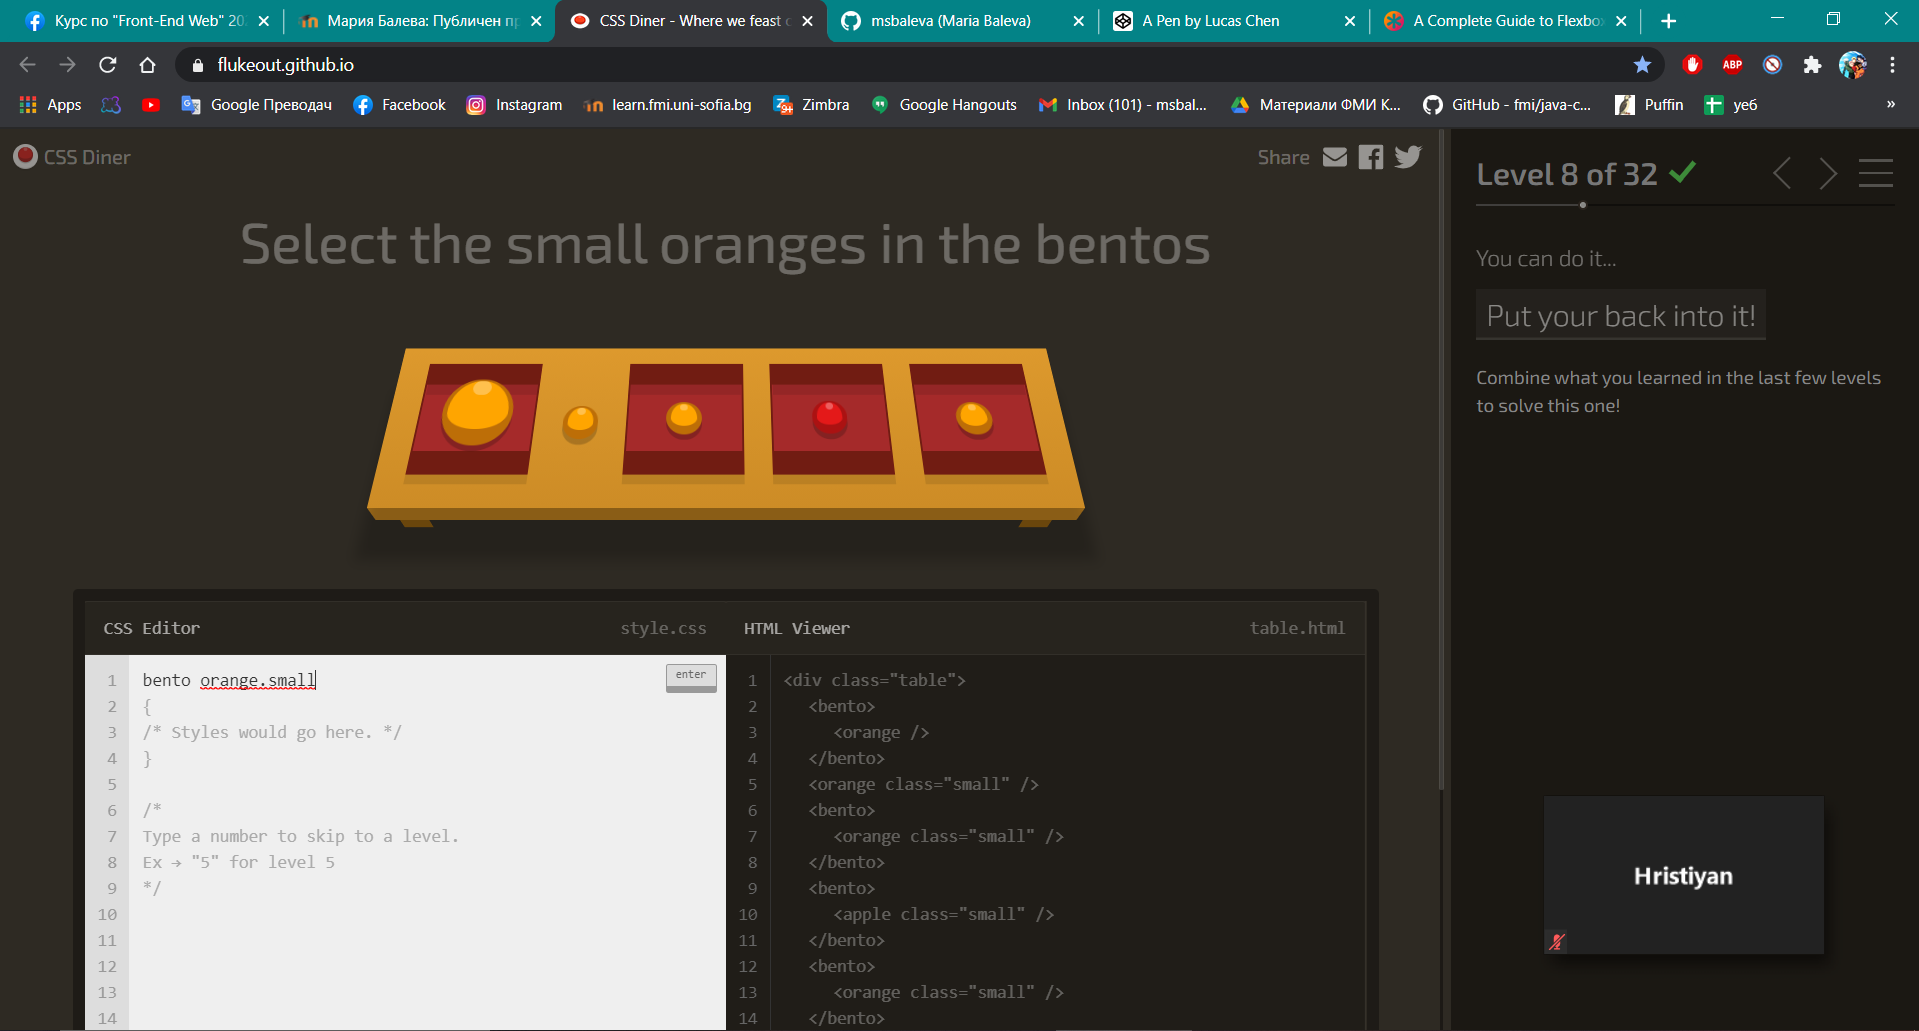 Курс по "Front-End Web" 20
Мария Балева: Публичен пр
CSS Diner - Where we feast o
msbaleva (Maria Baleva)
A Pen by Lucas Chen
A Complete Guide to Flexbox
flukeout.github.io
ABP
Apps
Google Преводач
Facebook
Instagram
learn.fmi.uni-sofia.bg
Zimbra
Google Hangouts
Inbox (101) - msbal...
Материали ФМИ К...
GitHub - fmi/java-c...
Puffin
уеб
»
CSS Diner
Share
Level 8 of 32
Select the small oranges in the bentos
You can do it...
Put your back into it!
Combine what you learned in the last few levels
to solve this one!
CSS Editor
style.css
HTML Viewer
table.html
enter
1 bento orange.small
2 {
3 /* Styles would go here. */
4 }
5
6 /*
7 Type a number to skip to a level.
8 Ex → "5" for level 5
9 */
10
11
12
13
14
1 <div class="table">
2 <bento>
3 <orange />
4 </bento>
5 <orange class="small" />
6 <bento>
7 <orange class="small" />
8 </bento>
9 <bento>
10 <apple class="small" />
11 </bento>
12 <bento>
13 <orange class="small" />
14 </bento>
Hristiyan